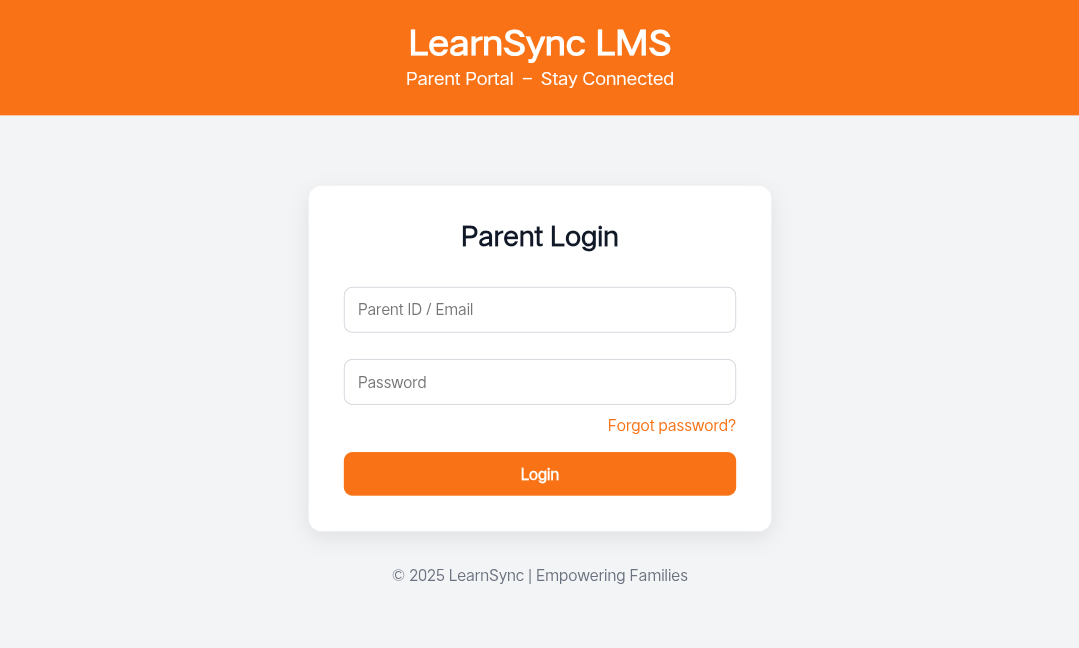 LearnSync LMS
Parent Portal – Stay Connected
Parent Login
Parent ID / Email
Password
Forgot password?
Login
© 2025 LearnSync | Empowering Families